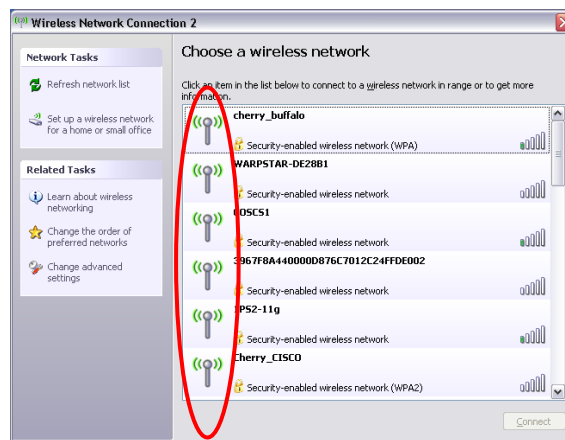 Wireless Network Connection 2
Network Tasks
Refresh network list
Set up a wireless network
for a home or small office
Related Tasks
Learn about wireless
networking
Change the order of
preferred networks
Change advanced
settings
Choose a wireless network
Click an item in the list below to connect to a wireless network in range or to get more
information.
cherry_buffalo
Security-enabled wireless network (WPA)
WARPSTAR-DE28B1
Security-enabled wireless network
Security-enabled wireless network
3967F8A440000D876C7012C24FFDE002
Security-enabled wireless network
Security-enabled wireless network
Cherry_CISCO
Security-enabled wireless network (WPA2)
Connect